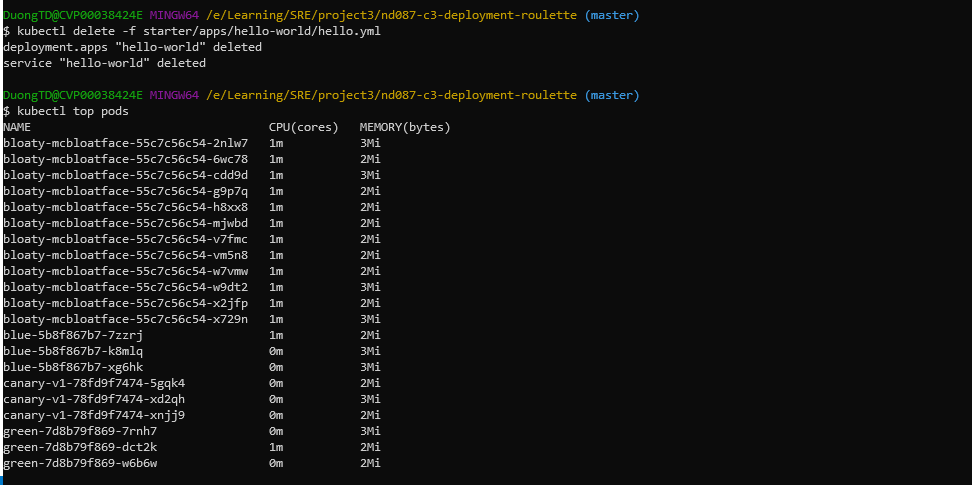 DuongTD@CVP00038424E MINGW64 /e/Learning/SRE/project3/nd087-c3-deployment-roulette (master)
$ kubectl delete -f starter/apps/hello-world/hello.yml
deployment.apps "hello-world" deleted
service "hello-world" deleted
DuongTD@CVP00038424E MINGW64 /e/Learning/SRE/project3/nd087-c3-deployment-roulette (master)
$ kubectl top pods
NAME CPU(cores) MEMORY(bytes)
bloaty-mcbloatface-55c7c56c54-2nlw7 1m 3Mi
bloaty-mcbloatface-55c7c56c54-6wc78 1m 2Mi
bloaty-mcbloatface-55c7c56c54-cdd9d 1m 3Mi
bloaty-mcbloatface-55c7c56c54-g9p7q 1m 2Mi
bloaty-mcbloatface-55c7c56c54-h8xx8 1m 2Mi
bloaty-mcbloatface-55c7c56c54-mjwbd 1m 2Mi
bloaty-mcbloatface-55c7c56c54-v7fmc 1m 2Mi
bloaty-mcbloatface-55c7c56c54-vm5n8 1m 2Mi
bloaty-mcbloatface-55c7c56c54-w7vmw 1m 2Mi
bloaty-mcbloatface-55c7c56c54-w9dt2 1m 3Mi
bloaty-mcbloatface-55c7c56c54-x2jfp 1m 2Mi
bloaty-mcbloatface-55c7c56c54-x729n 1m 3Mi
blue-5b8f867b7-7zzrj 1m 2Mi
blue-5b8f867b7-k8mlq 0m 3Mi
blue-5b8f867b7-xg6hk 0m 3Mi
canary-v1-78fd9f7474-5gqk4 0m 2Mi
canary-v1-78fd9f7474-xd2qh 0m 3Mi
canary-v1-78fd9f7474-xnjj9 0m 2Mi
green-7d8b79f869-7rnh7 0m 3Mi
green-7d8b79f869-dct2k 1m 2Mi
green-7d8b79f869-w6b6w 0m 2Mi